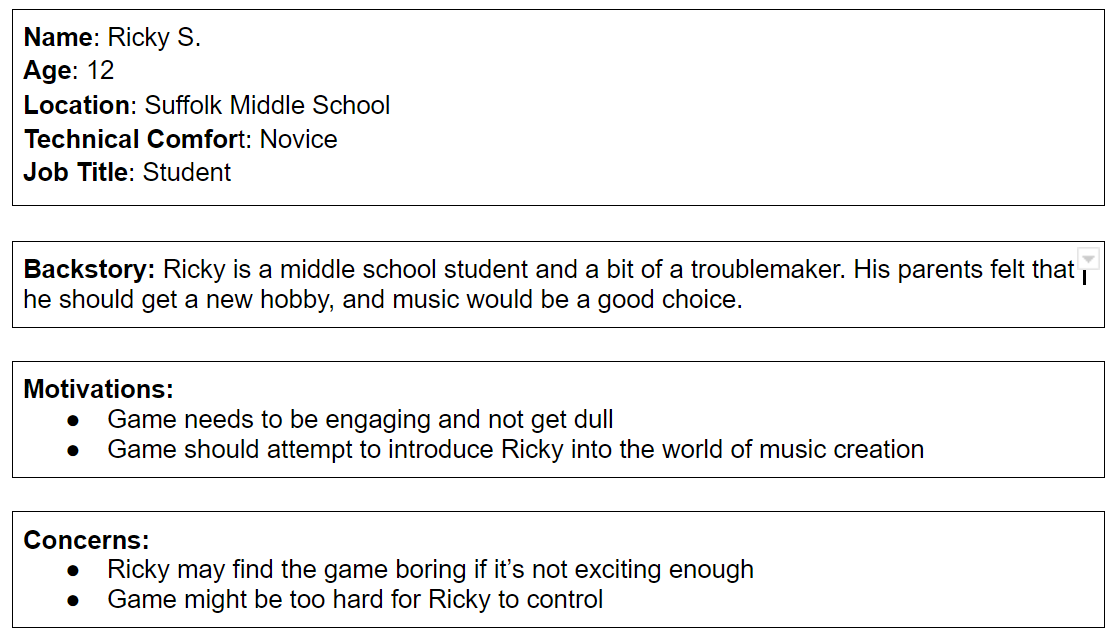 Name: Ricky S.
Age: 12
Location: Suffolk Middle School
Technical Comfort: Novice
Job Title: Student
Backstory: Ricky is a middle school student and a bit of a troublemaker. His parents felt that
he should get a new hobby, and music would be a good choice.
Motivations:
● Game needs to be engaging and not get dull
● Game should attempt to introduce Ricky into the world of music creation
Concerns:
● Ricky may find the game boring if it’s not exciting enough
● Game might be too hard for Ricky to control